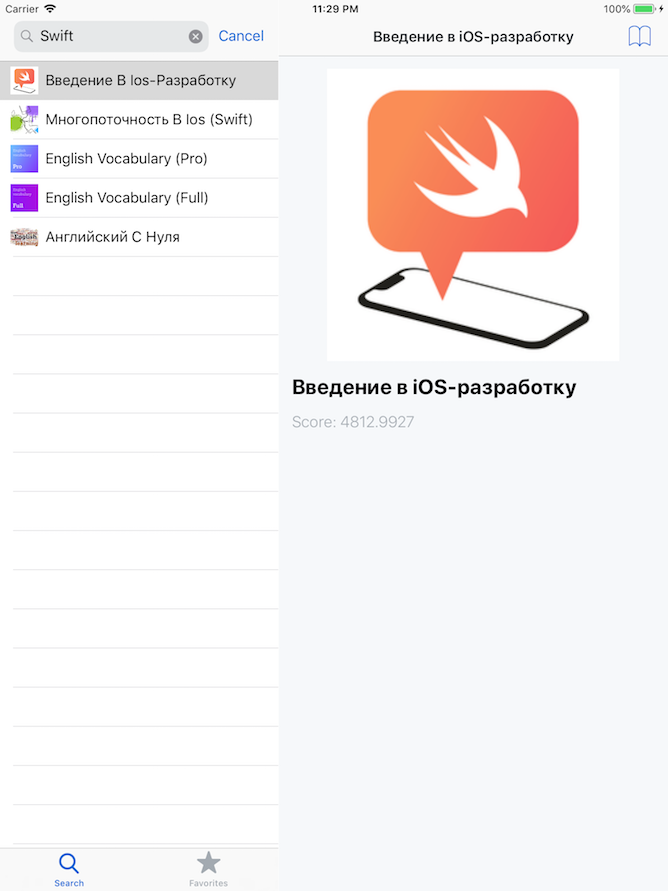 Carrier
11:29 PM
100%
Swift
Cancel
Введение В Ios-Разработку
Многопоточность В Ios (Swift)
English Vocabulary (Pro)
English Vocabulary (Full)
Английский С Нуля
Search
Favorites
Введение в iOS-разработку
Введение в iOS-разработку
Score: 4812.9927